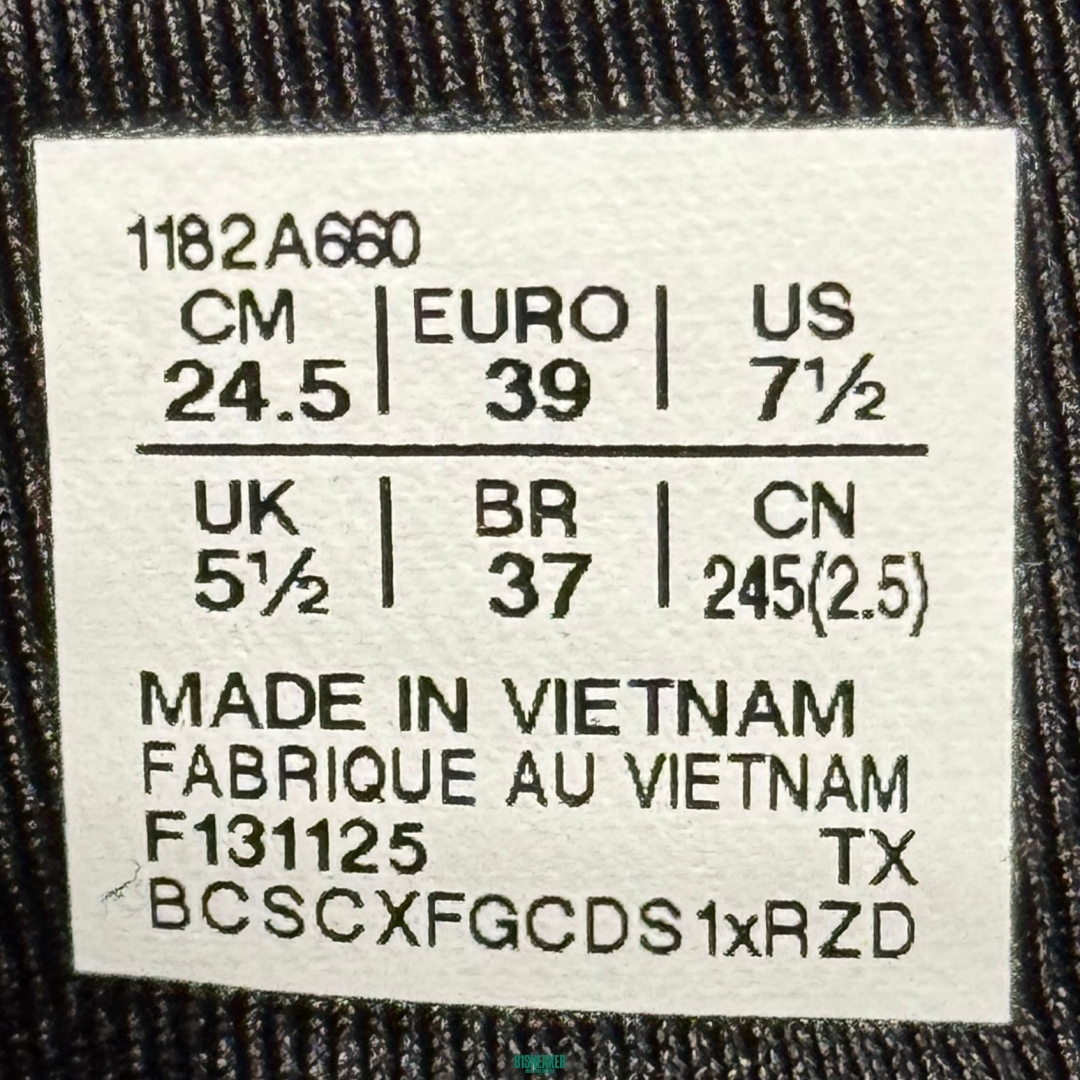 1182A660
CM | EURO | US
24.5 | 39 | 7½
UK | BR | CN
5½ | 37 | 245(2.5)
MADE IN VIETNAM
FABRIQUE AU VIETNAM
F131125 TX
BCSCXFGCDS1xRZD